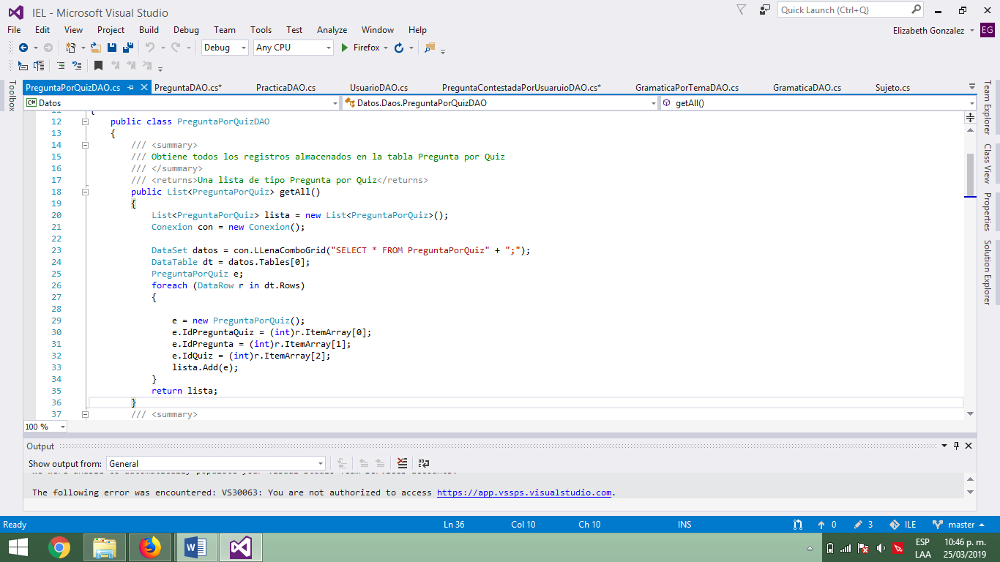 IEL - Microsoft Visual Studio
Quick Launch (Ctrl+Q)
File Edit View Project Build Debug Team Tools Test Analyze Window Help
Elizabeth Gonzalez EG
Debug Any CPU Firefox
PreguntaPorQuizDAO.cs PreguntaDAO.cs* PracticaDAO.cs UsuarioDAO.cs PreguntaContestadaPorUsuaruioDAO.cs* GramaticaPorTemaDAO.cs GramaticaDAO.cs Sujeto.cs
Toolbox
C# Datos Datos.Daos.PreguntaPorQuizDAO getAll()
12 public class PreguntaPorQuizDAO
13 {
14 /// <summary>
15 /// Obtiene todos los registros almacenados en la tabla Pregunta por Quiz
16 /// </summary>
17 /// <returns>Una lista de tipo Pregunta por Quiz</returns>
18 public List<PreguntaPorQuiz> getAll()
19 {
20 List<PreguntaPorQuiz> lista = new List<PreguntaPorQuiz>();
21 Conexion con = new Conexion();
22
23 DataSet datos = con.LLenaComboGrid("SELECT * FROM PreguntaPorQuiz" + ";");
24 DataTable dt = datos.Tables[0];
25 PreguntaPorQuiz e;
26 foreach (DataRow r in dt.Rows)
27 {
28
29 e = new PreguntaPorQuiz();
30 e.IdPreguntaQuiz = (int)r.ItemArray[0];
31 e.IdPregunta = (int)r.ItemArray[1];
32 e.IdQuiz = (int)r.ItemArray[2];
33 lista.Add(e);
34 }
35 return lista;
36 }
37 /// <summary>
100 %
Team Explorer
Class View
Properties
Solution Explorer
Output
Show output from: General
The following error was encountered: VS30063: You are not authorized to access https://app.vssps.visualstudio.com.
Ready Ln 36 Col 10 Ch 10 INS 0 3 ILE master
ESP
LAA
10:46 p. m.
25/03/2019